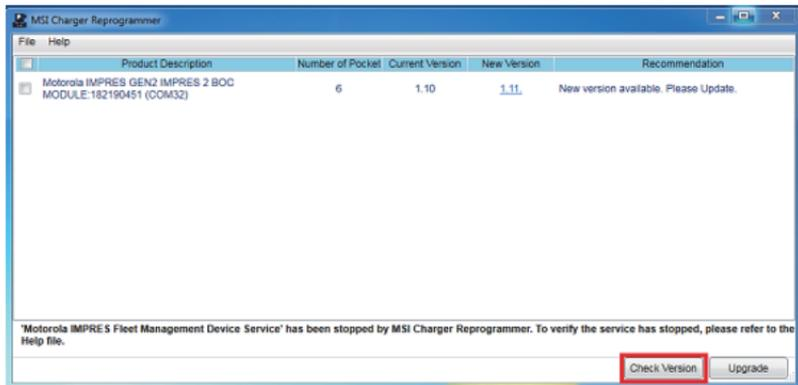 MSI Charger Reprogrammer
File Help
Product Description Number of Pocket Current Version New Version Recommendation
Motorola IMPRES GEN2 IMPRES 2 BOC
MODULE:182190451 (COM32)
6 1.10 1.11. New version available. Please Update.
'Motorola IMPRES Fleet Management Device Service' has been stopped by MSI Charger Reprogrammer. To verify the service has stopped, please refer to the
Help file.
Check Version Upgrade